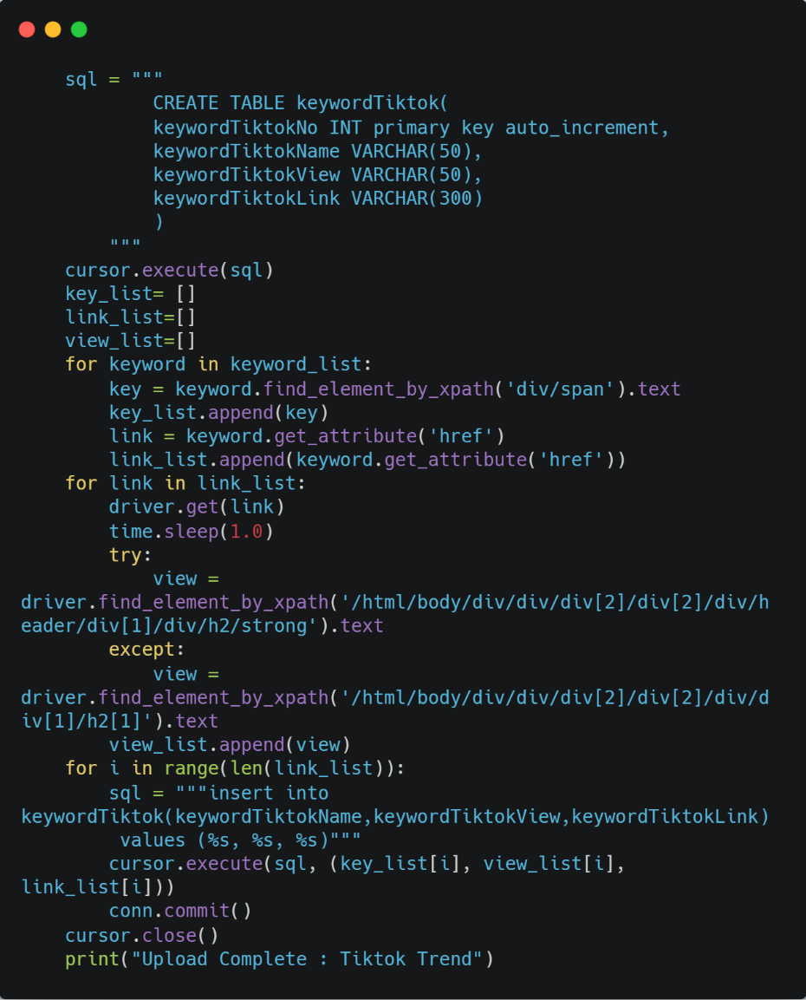 sql = """
            CREATE TABLE keywordTiktok(
            keywordTiktokNo INT primary key auto_increment,
            keywordTiktokName VARCHAR(50),
            keywordTiktokView VARCHAR(50),
            keywordTiktokLink VARCHAR(300)
            )
        """
    cursor.execute(sql)
    key_list= []
    link_list=[]
    view_list=[]
    for keyword in keyword_list:
        key = keyword.find_element_by_xpath('div/span').text
        key_list.append(key)
        link = keyword.get_attribute('href')
        link_list.append(keyword.get_attribute('href'))
    for link in link_list:
        driver.get(link)
        time.sleep(1.0)
        try:
            view =
driver.find_element_by_xpath('/html/body/div/div/div[2]/div[2]/div/h
eader/div[1]/div/h2/strong').text
        except:
            view =
driver.find_element_by_xpath('/html/body/div/div/div[2]/div[2]/div/d
iv[1]/h2[1]').text
        view_list.append(view)
    for i in range(len(link_list)):
        sql = """insert into
keywordTiktok(keywordTiktokName,keywordTiktokView,keywordTiktokLink)
         values (%s, %s, %s)"""
        cursor.execute(sql, (key_list[i], view_list[i],
link_list[i]))
        conn.commit()
    cursor.close()
    print("Upload Complete : Tiktok Trend")